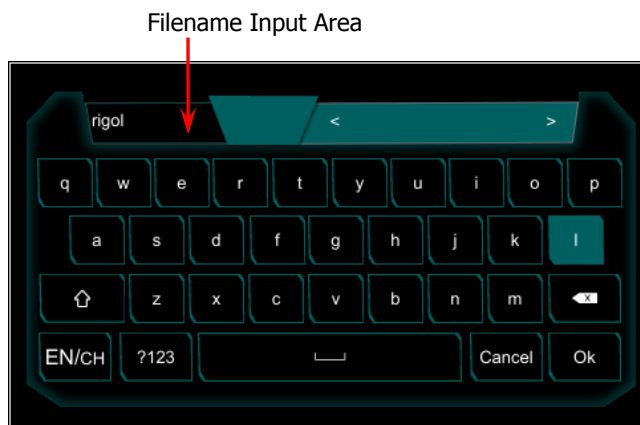 Filename Input Area
rigol < >
q w e r t y u i o p
a s d f g h j k l
z x c v b n m x
EN/CH ?123 Cancel Ok